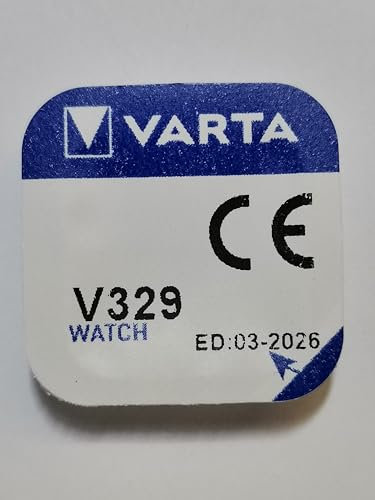 VARTA
CE
V329
WATCH
ED:03-2026